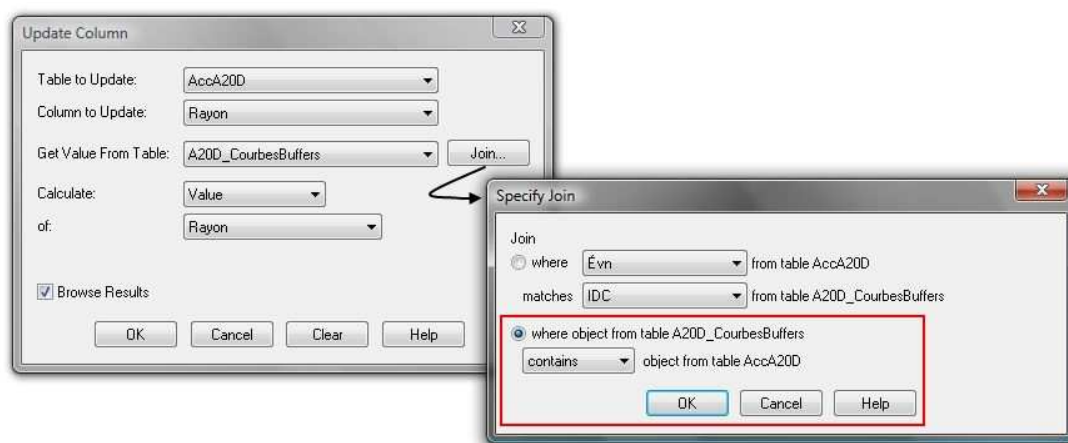 Update Column
Table to Update: AccA20D
Column to Update: Rayon
Get Value From Table: A20D_CourbesBuffers Join...
Calculate: Value
of: Rayon
Browse Results
OK Cancel Clear Help
Specify Join
Join
where Évn from table AccA20D
matches IDC from table A20D_CourbesBuffers
where object from table A20D_CourbesBuffers
contains object from table AccA20D
OK Cancel Help